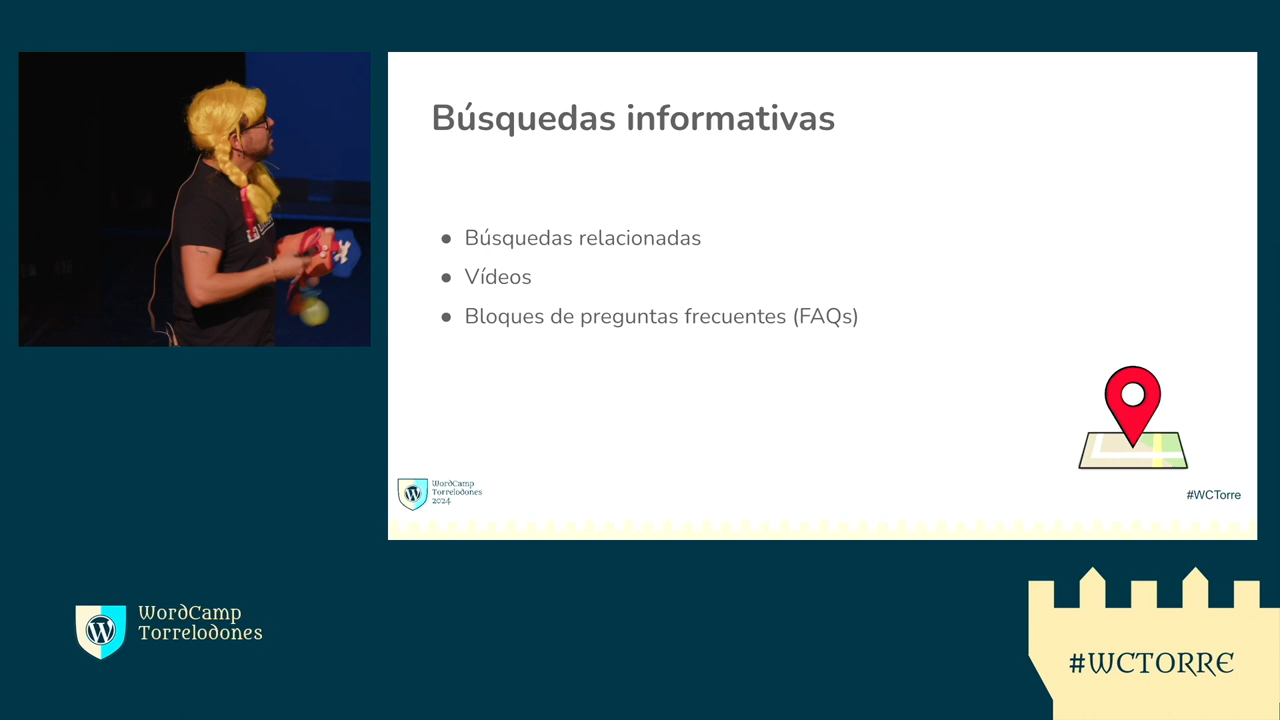 Búsquedas informativas
● Búsquedas relacionadas
● Vídeos
● Bloques de preguntas frecuentes (FAQs)
WordCamp
Torrelodones
2024
#WCTorre
WordCamp
Torrelodones
#WCTORRE